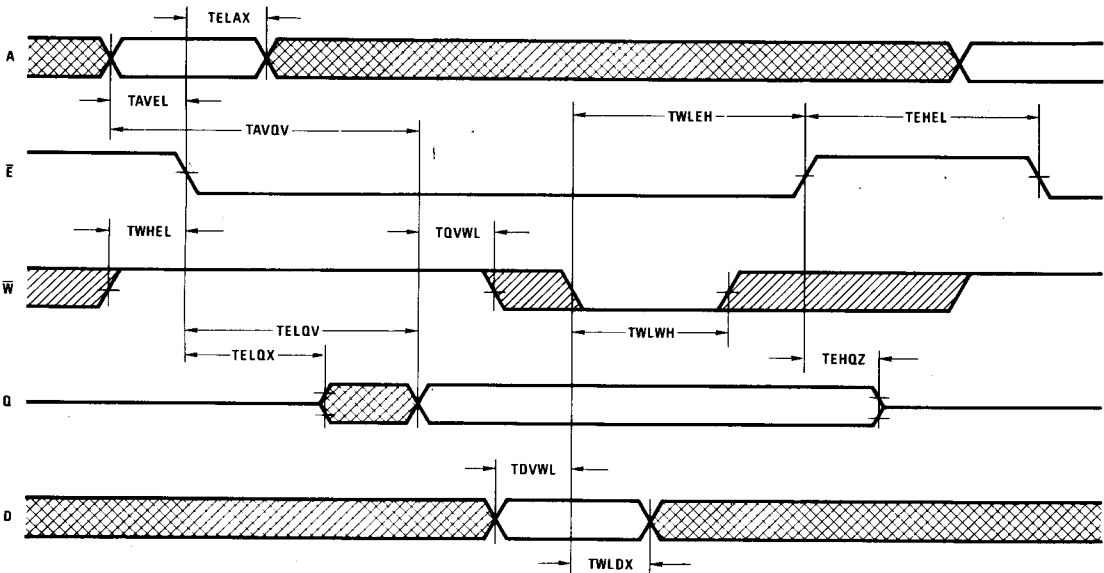 TELAX
A
TAVEL
TAVQV
TWLEH
TEHEL
E̅
TWHEL
TQVWL
W̅
TELQV
TWLWH
TELQX
TEHQZ
Q
TDVWL
D
TWLDX